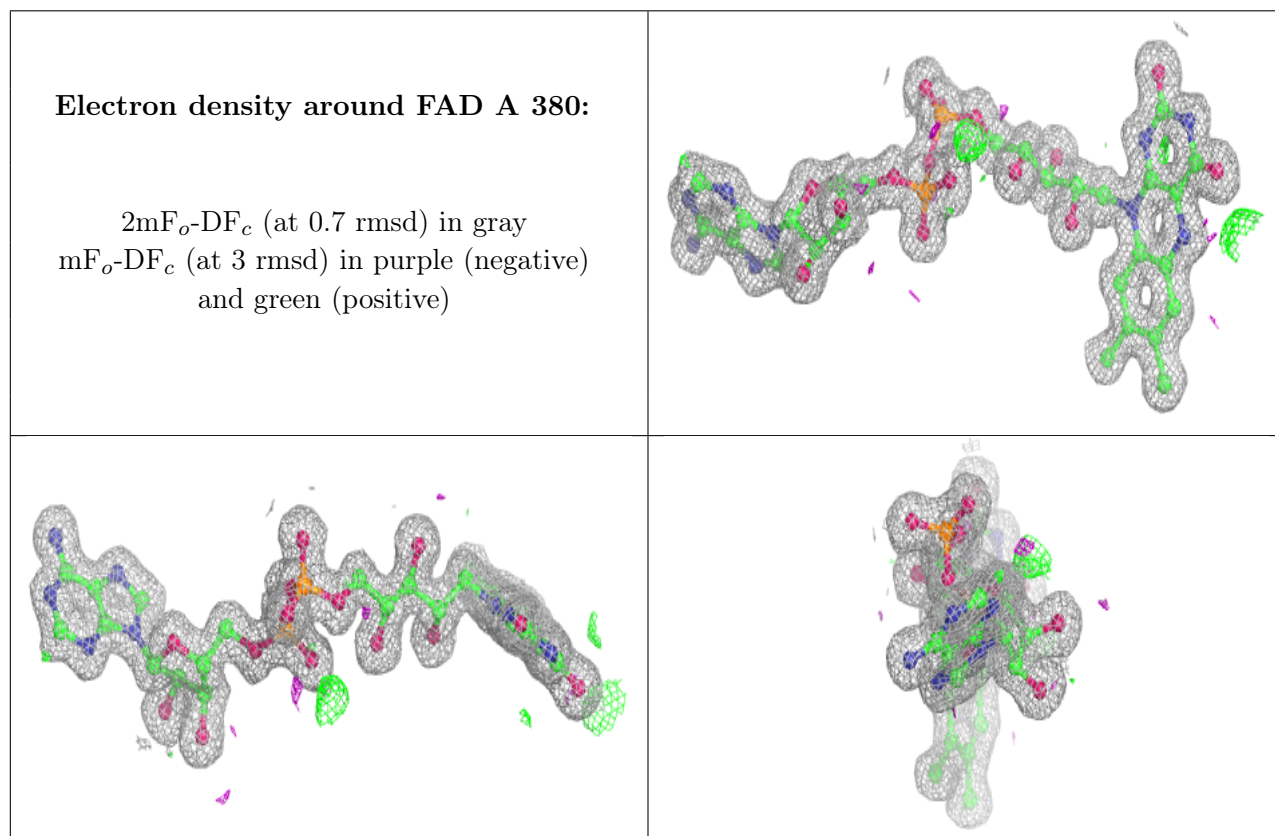 Electron density around FAD A 380:
2mFo-DFc (at 0.7 rmsd) in gray
mFo-DFc (at 3 rmsd) in purple (negative)
and green (positive)